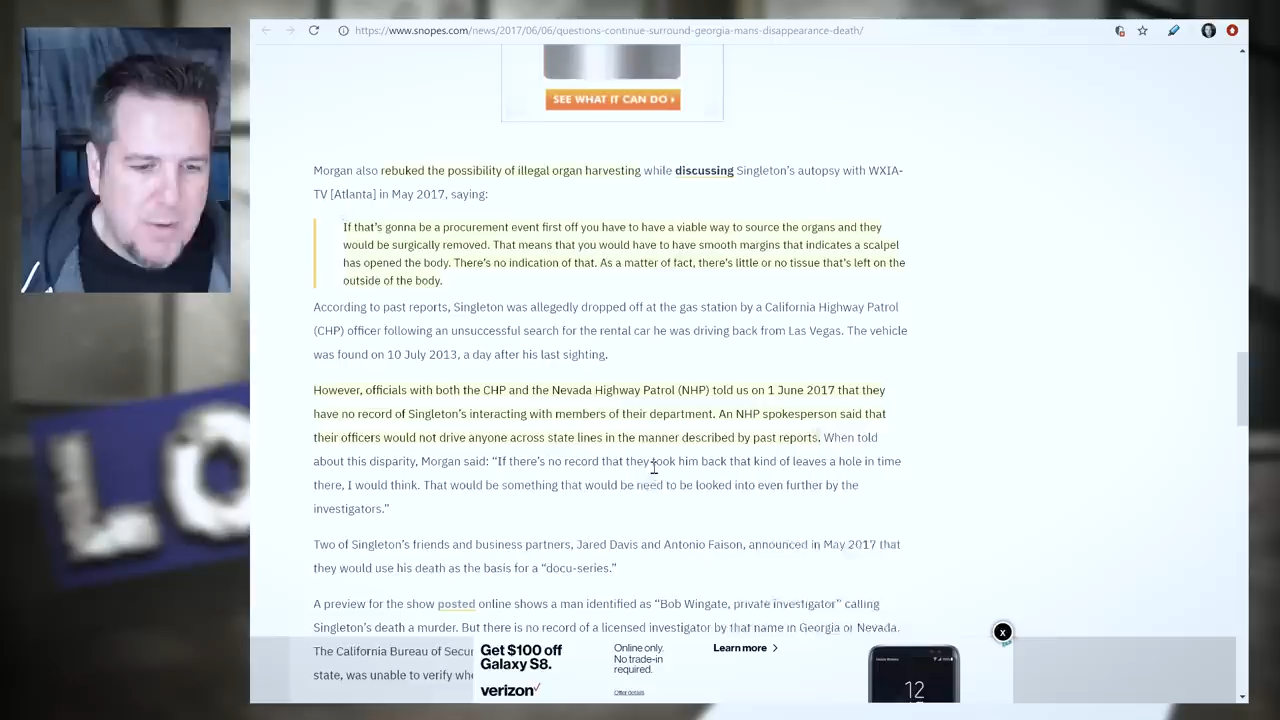 https://www.snopes.com/news/2017/06/06/questions-continue-surround-georgia-mans-disappearance-death/
SEE WHAT IT CAN DO ›
Morgan also rebuked the possibility of illegal organ harvesting while discussing Singleton's autopsy with WXIA-
TV [Atlanta] in May 2017, saying:
If that's gonna be a procurement event first off you have to have a viable way to source the organs and they
would be surgically removed. That means that you would have to have smooth margins that indicates a scalpel
has opened the body. There's no indication of that. As a matter of fact, there's little or no tissue that's left on the
outside of the body.
According to past reports, Singleton was allegedly dropped off at the gas station by a California Highway Patrol
(CHP) officer following an unsuccessful search for the rental car he was driving back from Las Vegas. The vehicle
was found on 10 July 2013, a day after his last sighting.
However, officials with both the CHP and the Nevada Highway Patrol (NHP) told us on 1 June 2017 that they
have no record of Singleton's interacting with members of their department. An NHP spokesperson said that
their officers would not drive anyone across state lines in the manner described by past reports. When told
about this disparity, Morgan said: “If there's no record that they took him back that kind of leaves a hole in time
there, I would think. That would be something that would be need to be looked into even further by the
investigators.”
Two of Singleton's friends and business partners, Jared Davis and Antonio Faison, announced in May 2017 that
they would use his death as the basis for a “docu-series.”
A preview for the show posted online shows a man identified as “Bob Wingate, private investigator” calling
Singleton's death a murder. But there is no record of a licensed investigator by that name in Georgia or Nevada.
The California Bureau of Secur
state, was unable to verify whe
Get $100 off
Galaxy S8.
verizon✓
Online only.
No trade-in
required.
Offer details
Learn more >
x
12
LO